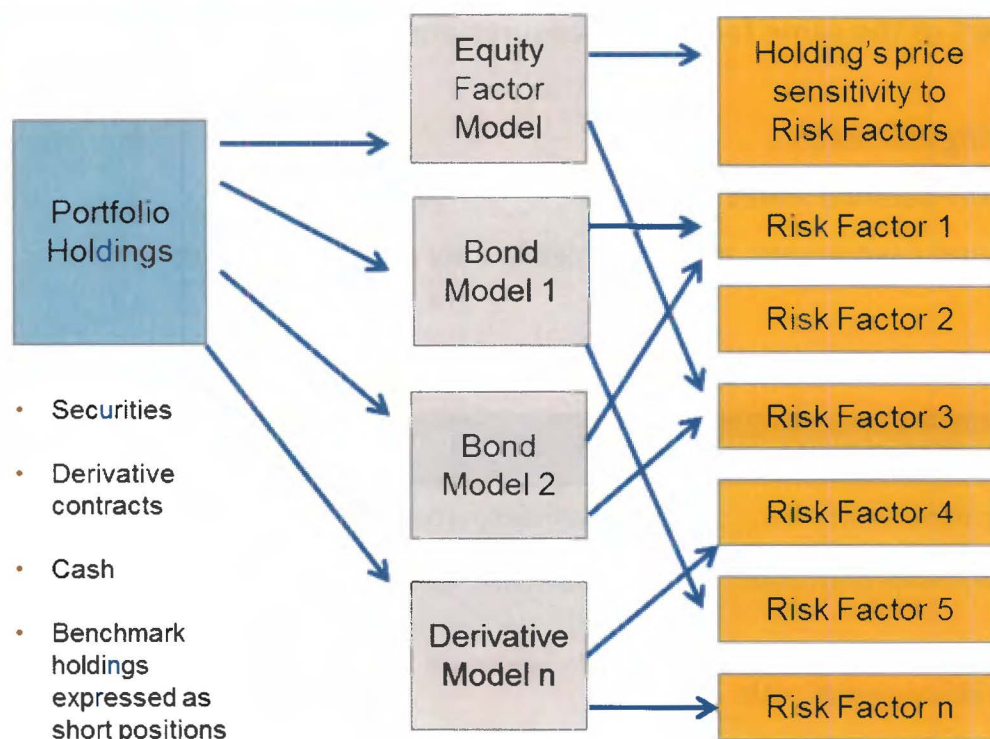 Portfolio
Holdings
• Securities
• Derivative
contracts
• Cash
• Benchmark
holdings
expressed as
short positions
Equity
Factor
Model
Bond
Model 1
Bond
Model 2
Derivative
Model n
Holding's price
sensitivity to
Risk Factors
Risk Factor 1
Risk Factor 2
Risk Factor 3
Risk Factor 4
Risk Factor 5
Risk Factor n